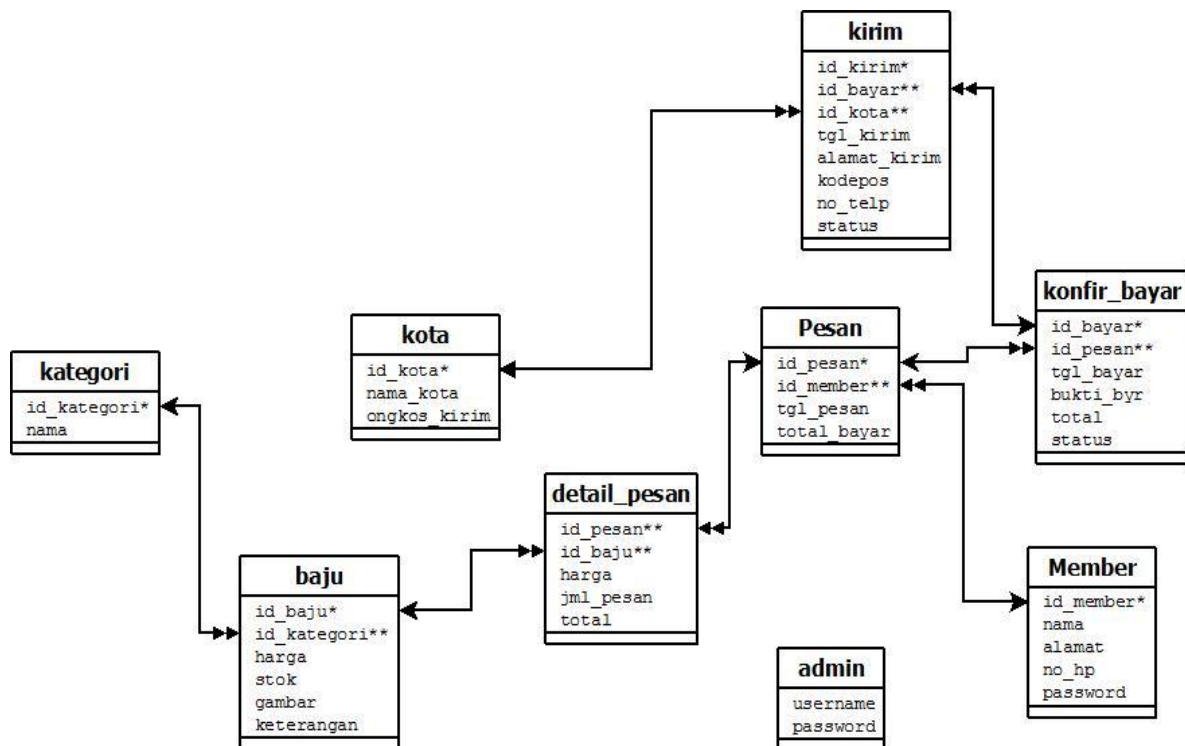 kirim
id_kirim*
id_bayar**
id_kota**
tgl_kirim
alamat_kirim
kodepos
no_telp
status
konfir_bayar
id_bayar*
id_pesan**
tgl_bayar
bukti_byr
total
status
Pesan
id_pesan*
id_member**
tgl_pesan
total_bayar
kota
id_kota*
nama_kota
ongkos_kirim
kategori
id_kategori*
nama
detail_pesan
id_pesan**
id_baju**
harga
jml_pesan
total
baju
id_baju*
id_kategori**
harga
stok
gambar
keterangan
Member
id_member*
nama
alamat
no_hp
password
admin
username
password